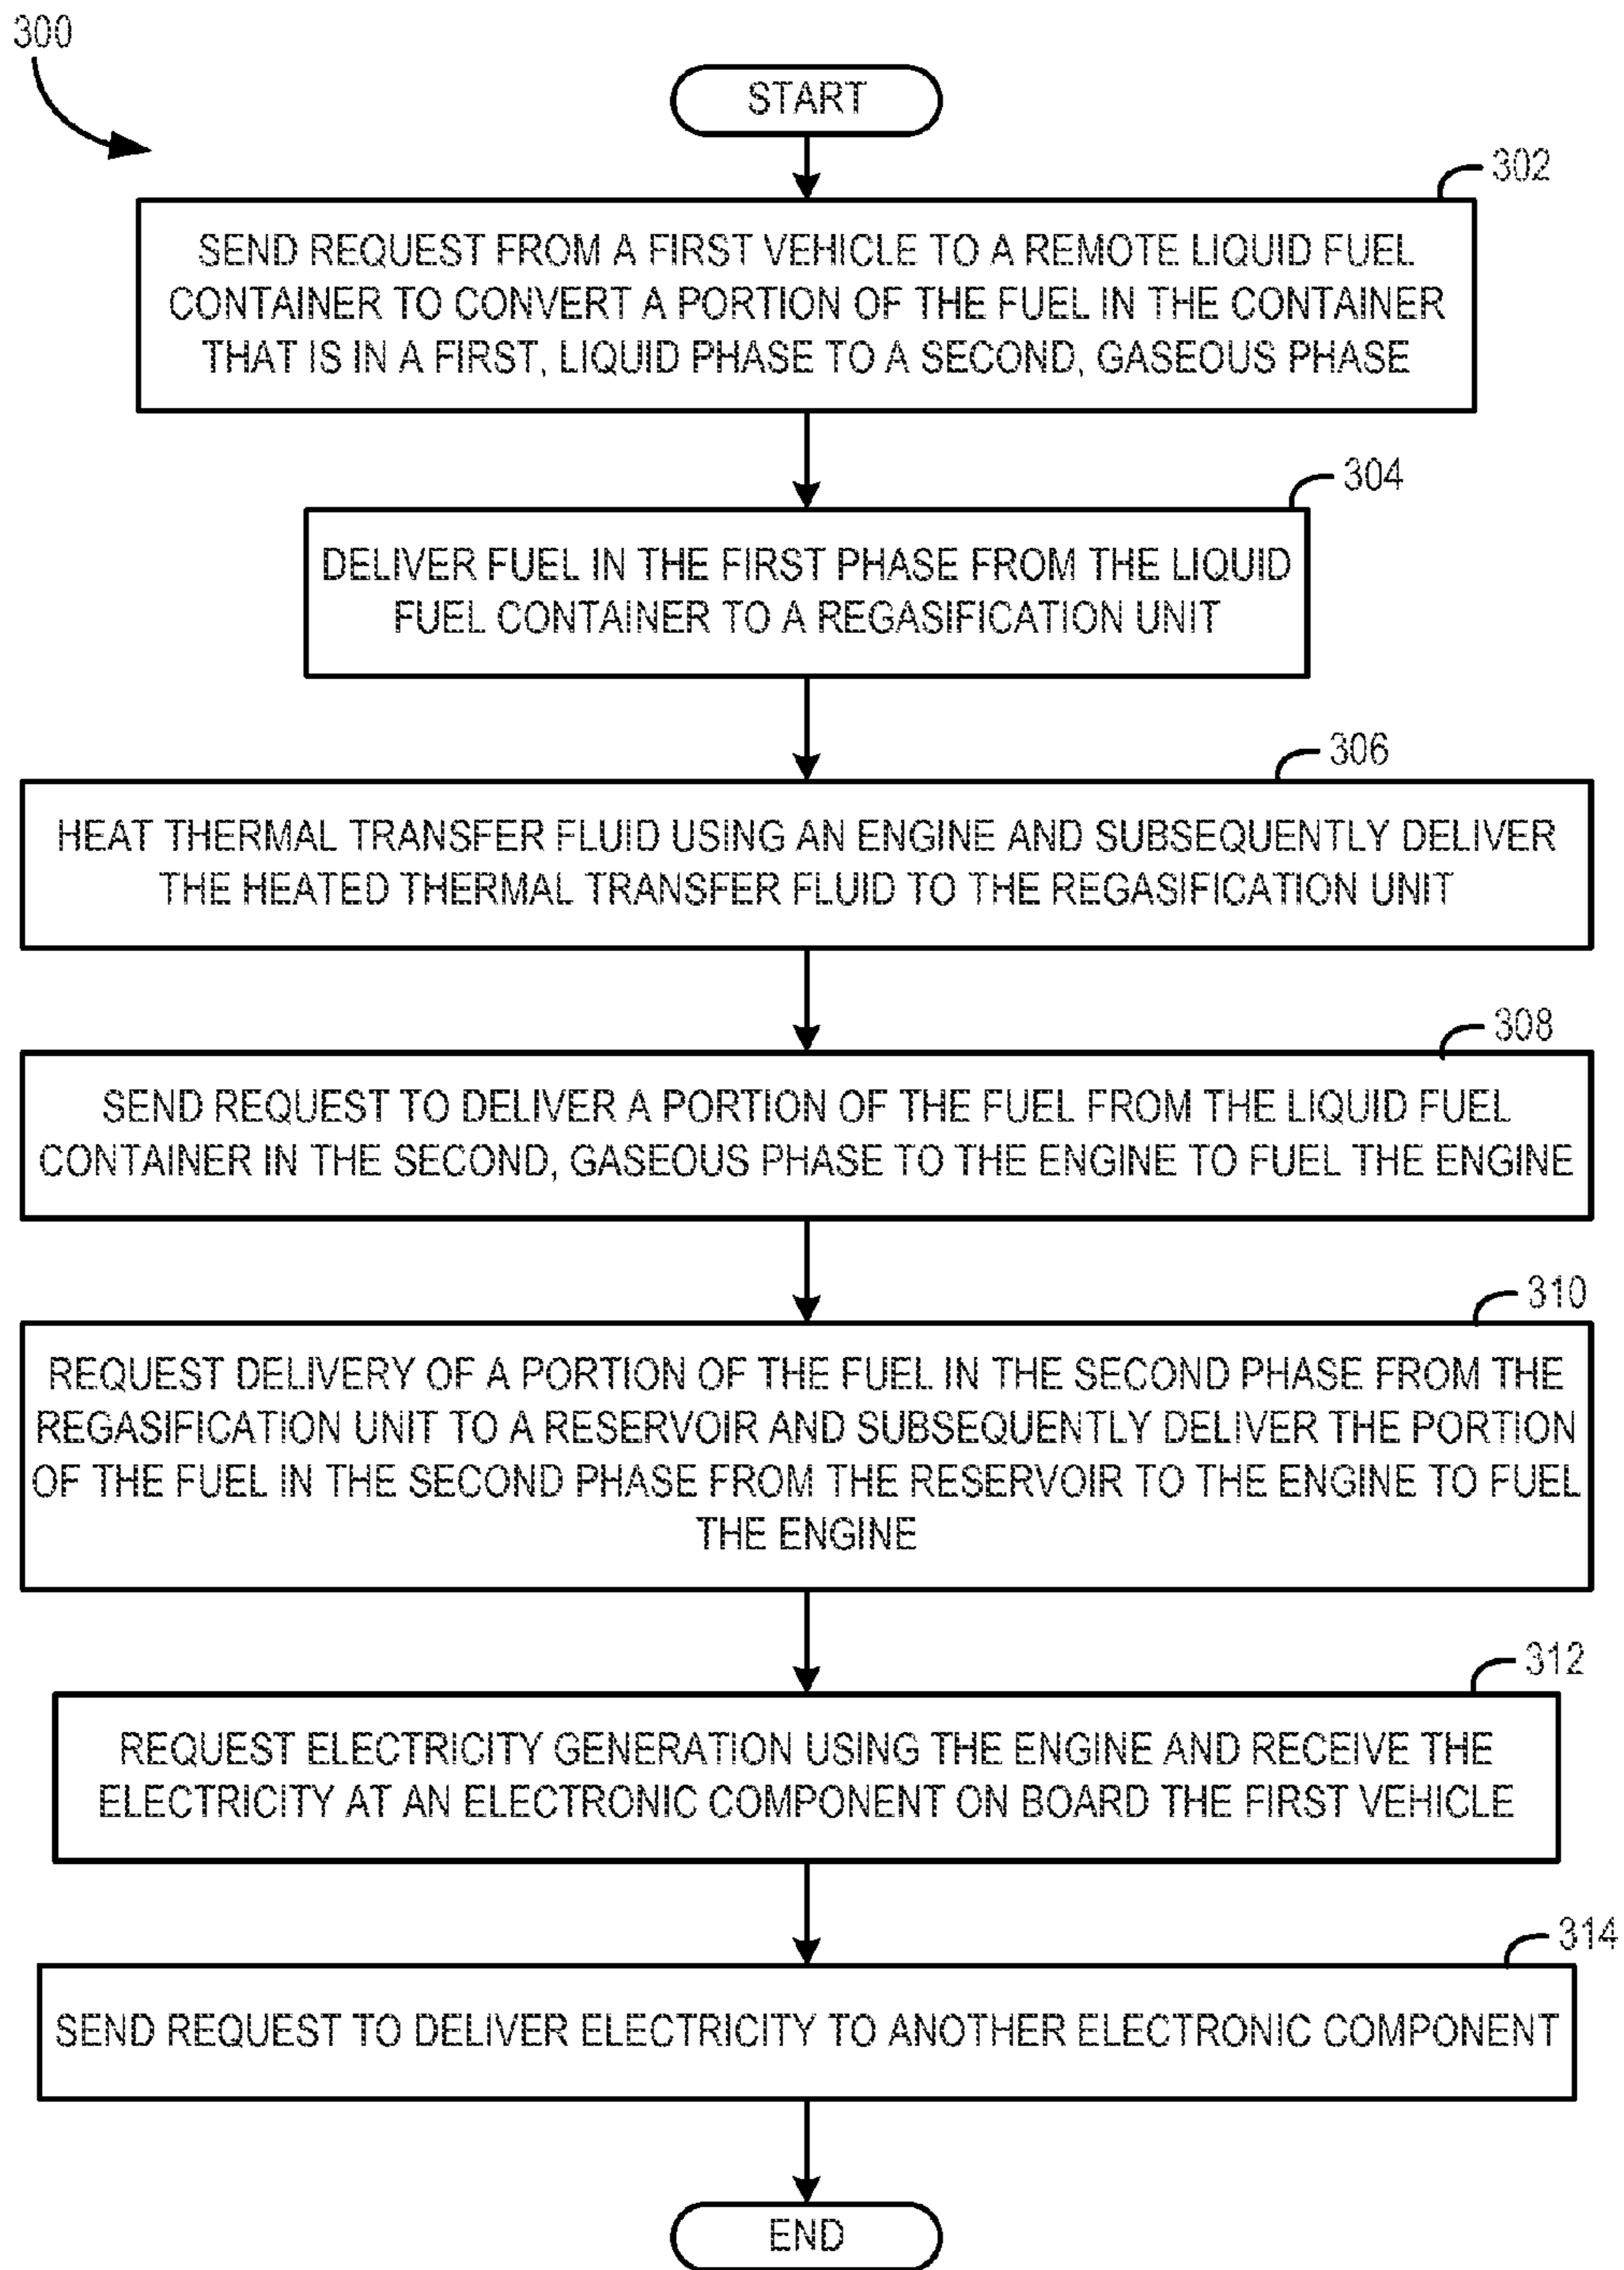 300
START
302
SEND REQUEST FROM A FIRST VEHICLE TO A REMOTE LIQUID FUEL
CONTAINER TO CONVERT A PORTION OF THE FUEL IN THE CONTAINER
THAT IS IN A FIRST, LIQUID PHASE TO A SECOND, GASEOUS PHASE
304
DELIVER FUEL IN THE FIRST PHASE FROM THE LIQUID
FUEL CONTAINER TO A REGASIFICATION UNIT
306
HEAT THERMAL TRANSFER FLUID USING AN ENGINE AND SUBSEQUENTLY DELIVER
THE HEATED THERMAL TRANSFER FLUID TO THE REGASIFICATION UNIT
308
SEND REQUEST TO DELIVER A PORTION OF THE FUEL FROM THE LIQUID FUEL
CONTAINER IN THE SECOND, GASEOUS PHASE TO THE ENGINE TO FUEL THE ENGINE
310
REQUEST DELIVERY OF A PORTION OF THE FUEL IN THE SECOND PHASE FROM THE
REGASIFICATION UNIT TO A RESERVOIR AND SUBSEQUENTLY DELIVER THE PORTION
OF THE FUEL IN THE SECOND PHASE FROM THE RESERVOIR TO THE ENGINE TO FUEL
THE ENGINE
312
REQUEST ELECTRICITY GENERATION USING THE ENGINE AND RECEIVE THE
ELECTRICITY AT AN ELECTRONIC COMPONENT ON BOARD THE FIRST VEHICLE
314
SEND REQUEST TO DELIVER ELECTRICITY TO ANOTHER ELECTRONIC COMPONENT
END